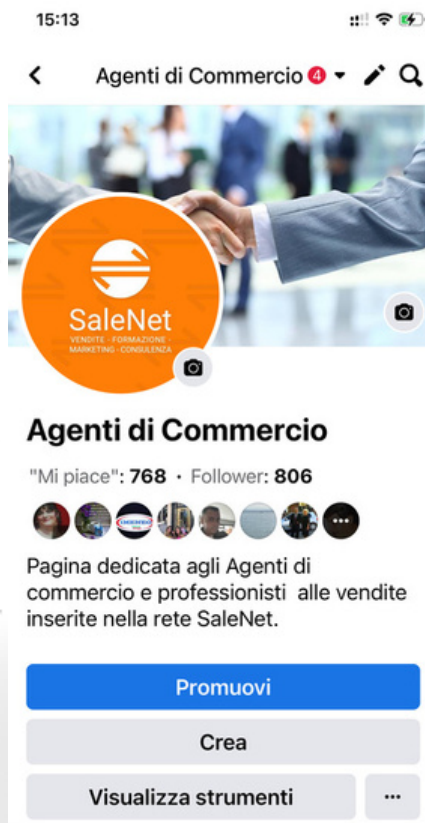 15:13
Agenti di Commercio 4
SaleNet
VENDITE - FORMAZIONE -
MARKETING - CONSULENZA
Agenti di Commercio
"Mi piace": 768 · Follower: 806
Pagina dedicata agli Agenti di
commercio e professionisti alle vendite
inserite nella rete SaleNet.
Promuovi
Crea
Visualizza strumenti